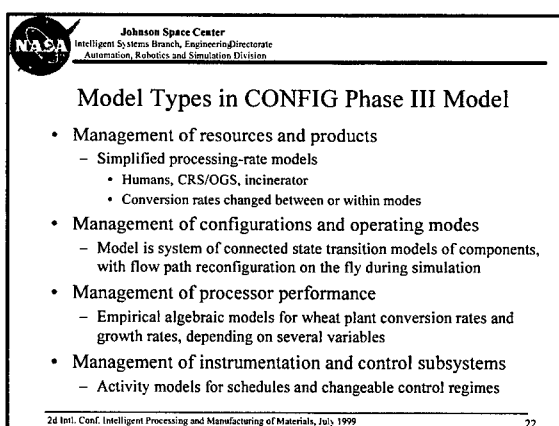 NASA
Johnson Space Center
Intelligent Systems Branch, Engineering Directorate
Automation, Robotics and Simulation Division
Model Types in CONFIG Phase III Model
• Management of resources and products
– Simplified processing-rate models
• Humans, CRS/OGS, incinerator
• Conversion rates changed between or within modes
• Management of configurations and operating modes
– Model is system of connected state transition models of components,
with flow path reconfiguration on the fly during simulation
• Management of processor performance
– Empirical algebraic models for wheat plant conversion rates and
growth rates, depending on several variables
• Management of instrumentation and control subsystems
– Activity models for schedules and changeable control regimes
2d Intl. Conf. Intelligent Processing and Manufacturing of Materials, July 1999
22